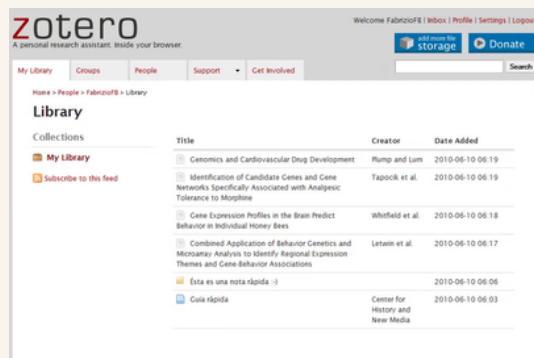 zotero
A personal research assistant. Inside your browser.
Welcome FabrizioFB | Inbox | Profile | Settings | Logou
add more file
storage
Donate
My Library Groups People Support Get Involved
Search
Home > People > FabrizioFB > Library
Library
Collections
My Library
Subscribe to this feed
Title Creator Date Added
Genomics and Cardiovascular Drug Development Plump and Lum 2010-06-10 06:19
Identification of Candidate Genes and Gene Tapocik et al. 2010-06-10 06:19
Networks Specifically Associated with Analgesic
Tolerance to Morphine
Gene Expression Profiles in the Brain Predict Whitfield et al. 2010-06-10 06:18
Behavior in Individual Honey Bees
Combined Application of Behavior Genetics and Letwin et al. 2010-06-10 06:17
Microarray Analysis to Identify Regional Expression
Themes and Gene-Behavior Associations
Ésta es una nota rápida :-) 2010-06-10 06:06
Guía rápida Center for 2010-06-10 06:03
History and
New Media